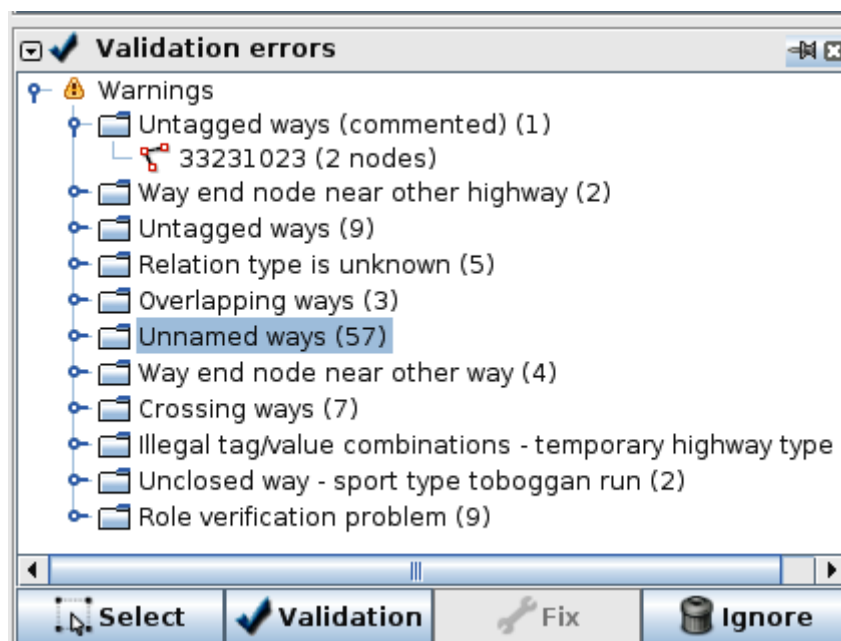 Validation errors
Warnings
Untagged ways (commented) (1)
33231023 (2 nodes)
Way end node near other highway (2)
Untagged ways (9)
Relation type is unknown (5)
Overlapping ways (3)
Unnamed ways (57)
Way end node near other way (4)
Crossing ways (7)
Illegal tag/value combinations - temporary highway type
Unclosed way - sport type toboggan run (2)
Role verification problem (9)
Select Validation Fix Ignore